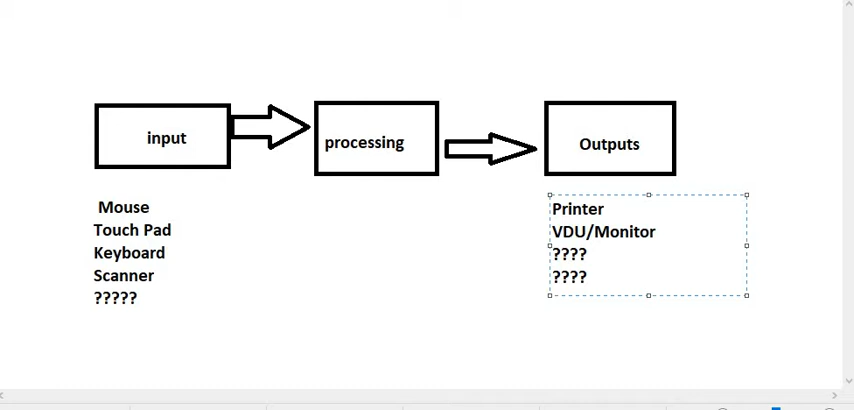 input
processing
Outputs
Mouse
Touch Pad
Keyboard
Scanner
?????
Printer
VDU/Monitor
????
????